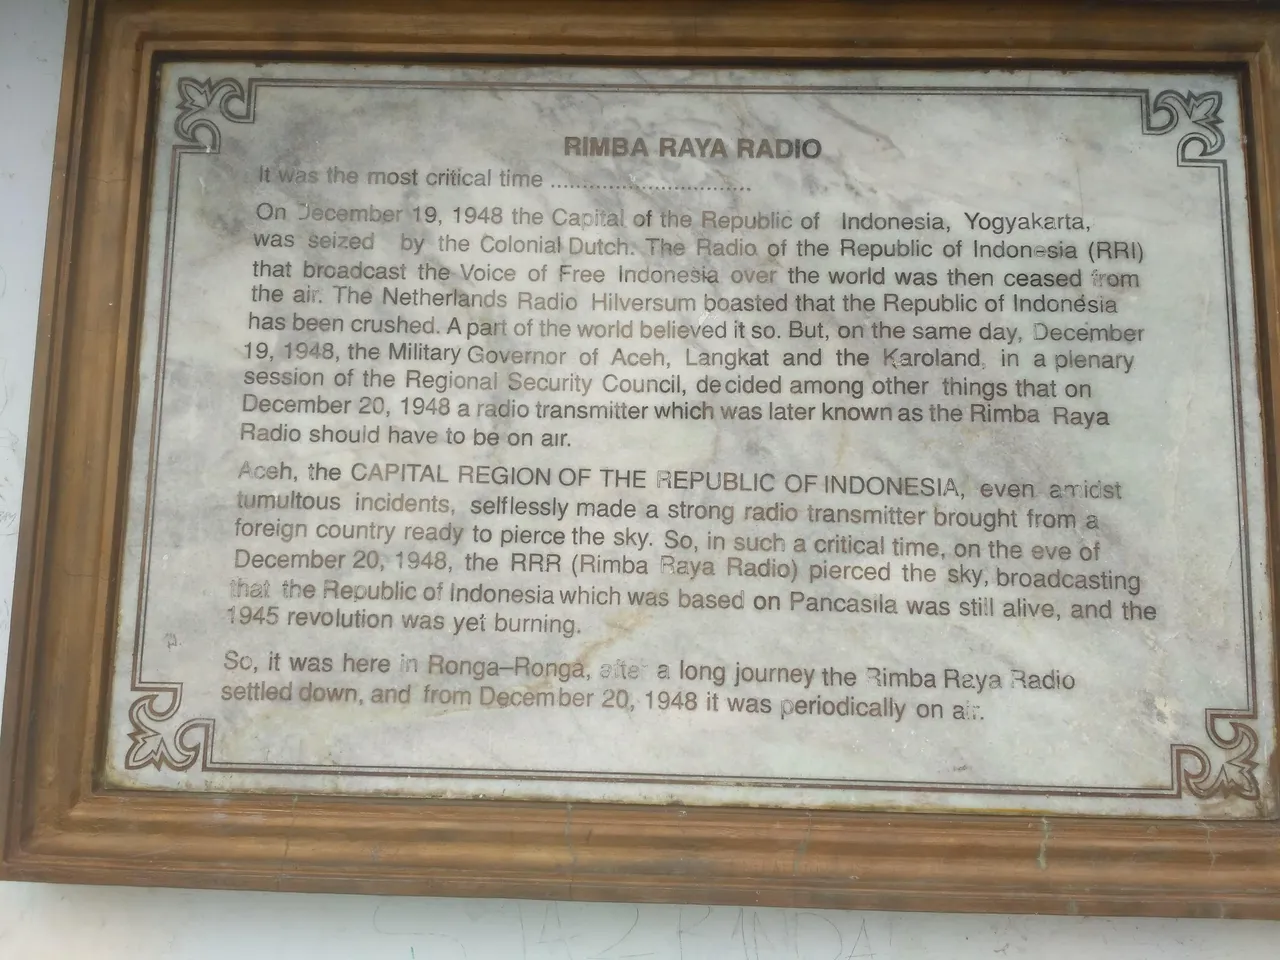 RIMBA RAYA RADIO
It was the most critical time ................................
On December 19, 1948 the Capital of the Republic of Indonesia, Yogyakarta,
was seized by the Colonial Dutch. The Radio of the Republic of Indonesia (RRI)
that broadcast the Voice of Free Indonesia over the world was then ceased from
the air. The Netherlands Radio Hilversum boasted that the Republic of Indonesia
has been crushed. A part of the world believed it so. But, on the same day, December
19, 1948, the Military Governor of Aceh, Langkat and the Karoland, in a plenary
session of the Regional Security Council, decided among other things that on
December 20, 1948 a radio transmitter which was later known as the Rimba Raya
Radio should have to be on air.
Aceh, the CAPITAL REGION OF THE REPUBLIC OF INDONESIA, even amidst
tumultous incidents, selflessly made a strong radio transmitter brought from a
foreign country ready to pierce the sky. So, in such a critical time, on the eve of
December 20, 1948, the RRR (Rimba Raya Radio) pierced the sky, broadcasting
that the Republic of Indonesia which was based on Pancasila was still alive, and the
1945 revolution was yet burning.
So, it was here in Ronga–Ronga, after a long journey the Rimba Raya Radio
settled down, and from December 20, 1948 it was periodically on air.